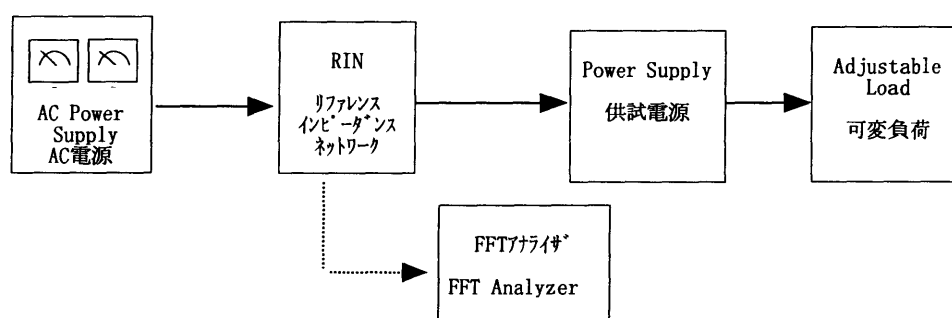 AC Power
Supply
AC電源
RIN
リファレンス
インピーダンス
ネットワーク
Power Supply
供試電源
Adjustable
Load
可変負荷
FFTアナライザ
FFT Analyzer